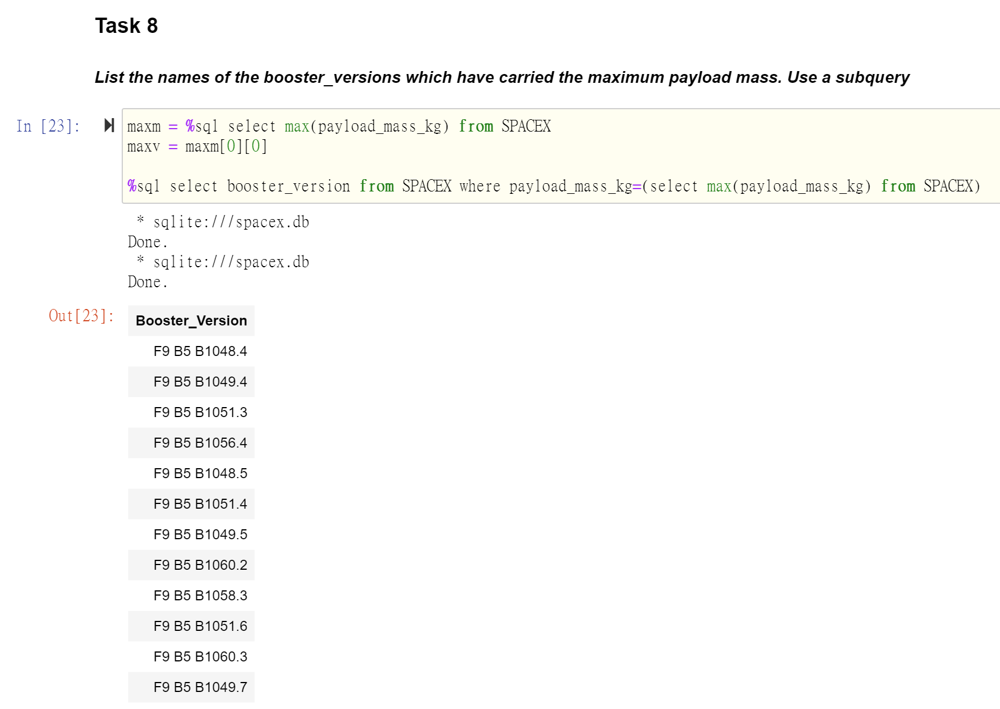 Task 8
List the names of the booster_versions which have carried the maximum payload mass. Use a subquery
In [23]:
maxm = %sql select max(payload_mass_kg) from SPACEX
maxv = maxm[0][0]
%sql select booster_version from SPACEX where payload_mass_kg=(select max(payload_mass_kg) from SPACEX)
* sqlite:///spacex.db
Done.
* sqlite:///spacex.db
Done.
Out[23]:
Booster_Version
F9 B5 B1048.4
F9 B5 B1049.4
F9 B5 B1051.3
F9 B5 B1056.4
F9 B5 B1048.5
F9 B5 B1051.4
F9 B5 B1049.5
F9 B5 B1060.2
F9 B5 B1058.3
F9 B5 B1051.6
F9 B5 B1060.3
F9 B5 B1049.7